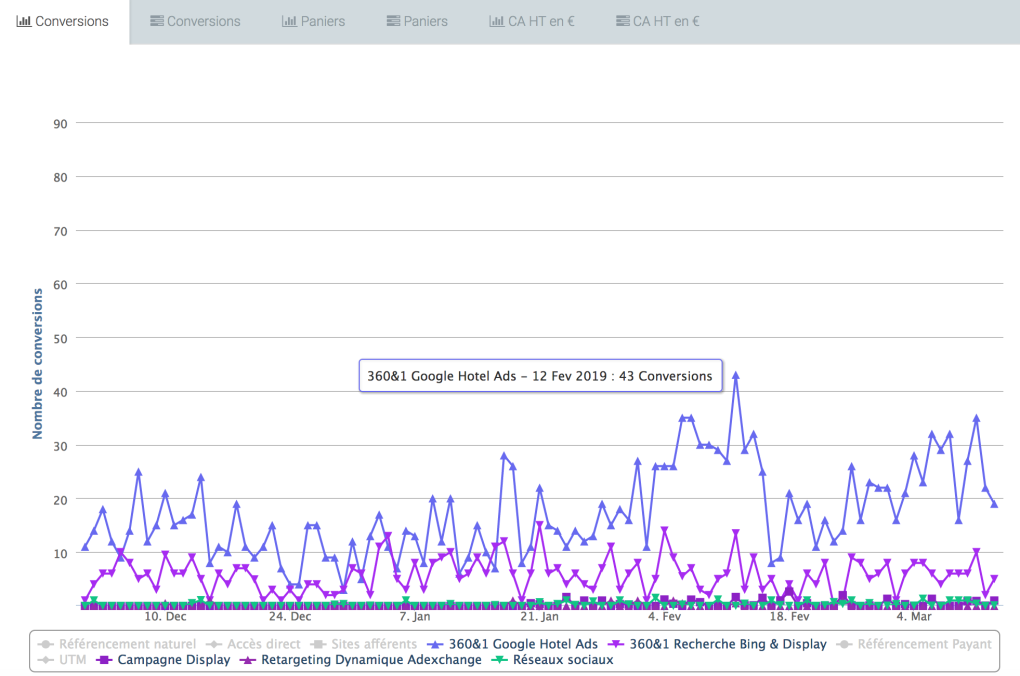 Conversions Conversions Paniers Paniers CA HT en € CA HT en €
90
80
70
60
50
40
30
20
10
Nombre de conversions
360&1 Google Hotel Ads – 12 Fev 2019 : 43 Conversions
10. Dec 24. Dec 7. Jan 21. Jan 4. Fev 18. Fev 4. Mar
Référencement naturel Accès direct Sites afférents 360&1 Google Hotel Ads 360&1 Recherche Bing & Display Référencement Payant
UTM Campagne Display Retargeting Dynamique Adexchange Réseaux sociaux